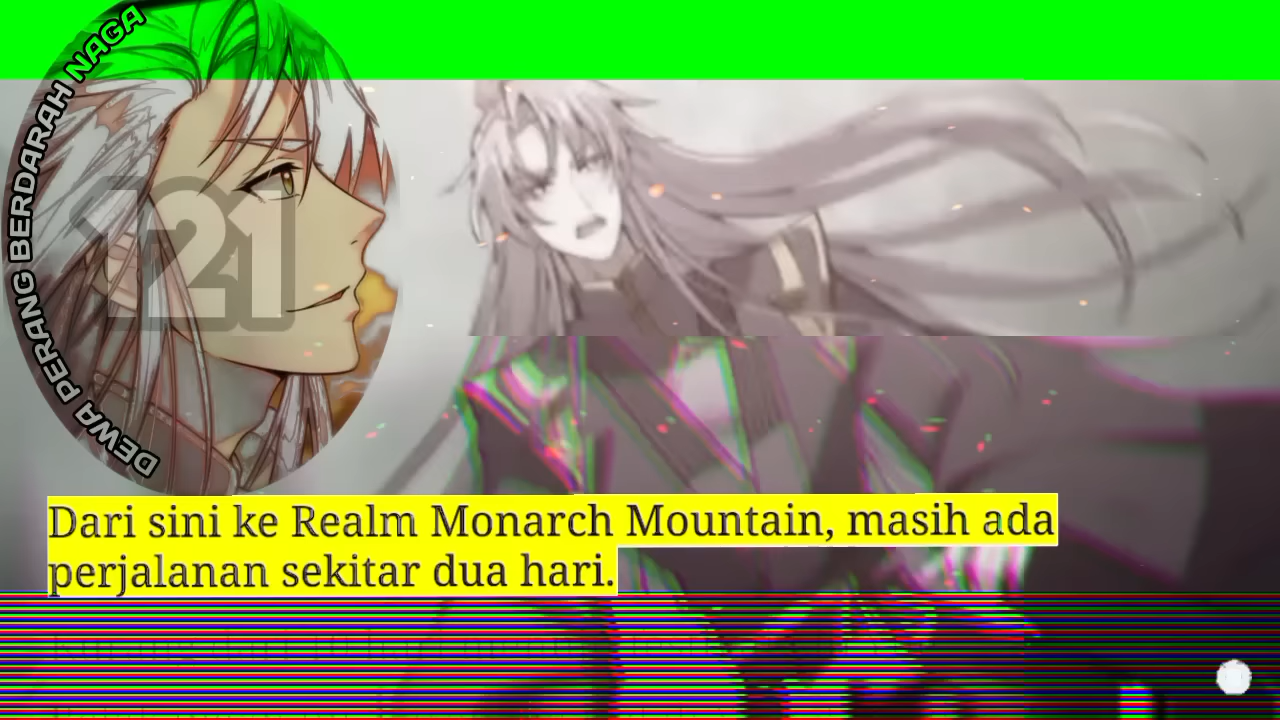 DEWA PERANG BERDARAH NAGA
121
Dari sini ke Realm Monarch Mountain, masih ada
perjalanan sekitar dua hari.